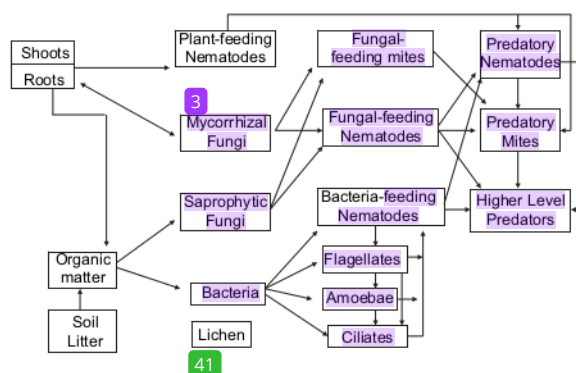 Shoots
Roots
Plant-feeding
Nematodes
Fungal-
feeding mites
Predatory
Nematodes
3
Mycorrhizal
Fungi
Fungal-feeding
Nematodes
Predatory
Mites
Saprophytic
Fungi
Bacteria-feeding
Nematodes
Higher Level
Predators
Organic
matter
Flagellates
Bacteria
Amoebae
Soil
Litter
Lichen
Ciliates
41